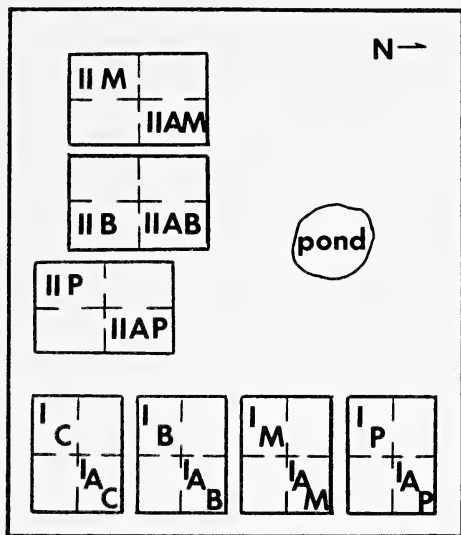 N
II M
IIAM
II B IIAB
pond
II P
IIAP
I C
IA C
I B
IA B
I M
IA M
I P
IA P